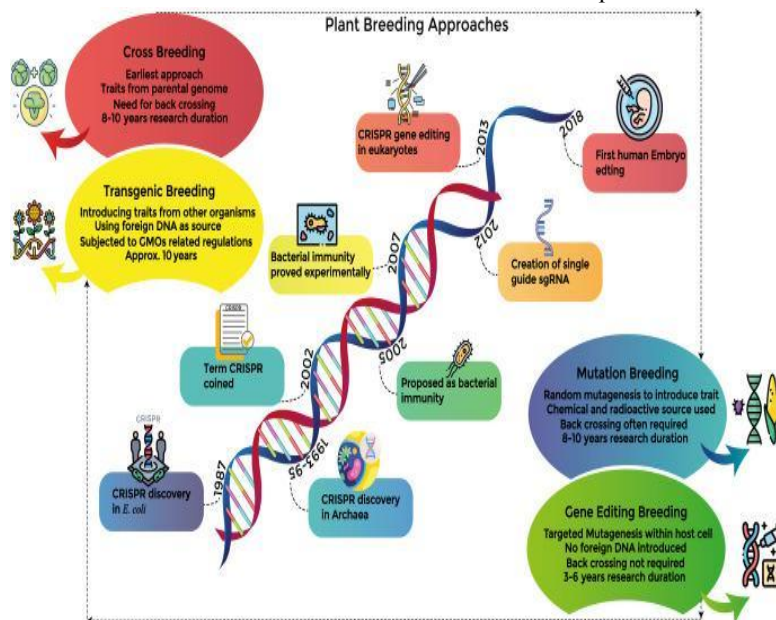 Plant Breeding Approaches
Cross Breeding
Earliest approach
Traits from parental genome
Need for back crossing
8-10 years research duration
Transgenic Breeding
Introducing traits from other organisms
Using foreign DNA as source
Subjected to GMOs related regulations
Approx. 10 years
CRISPR gene editing
in eukaryotes
2013
2018
First human Embryo
edting
Bacterial immunity
proved experimentally
2007
2012
Creation of single
guide sgRNA
CRISPR
Term CRISPR
coined
2002
2005
Proposed as bacterial
immunity
CRISPR
CRISPR discovery
in E. coli
1987
1993-95
CRISPR discovery
in Archaea
Mutation Breeding
Random mutagenesis to introduce trait
Chemical and radioactive source used
Back crossing often required
8-10 years research duration
Gene Editing Breeding
Targeted Mutagenesis within host cell
No foreign DNA introduced
Back crossing not required
3-6 years research duration